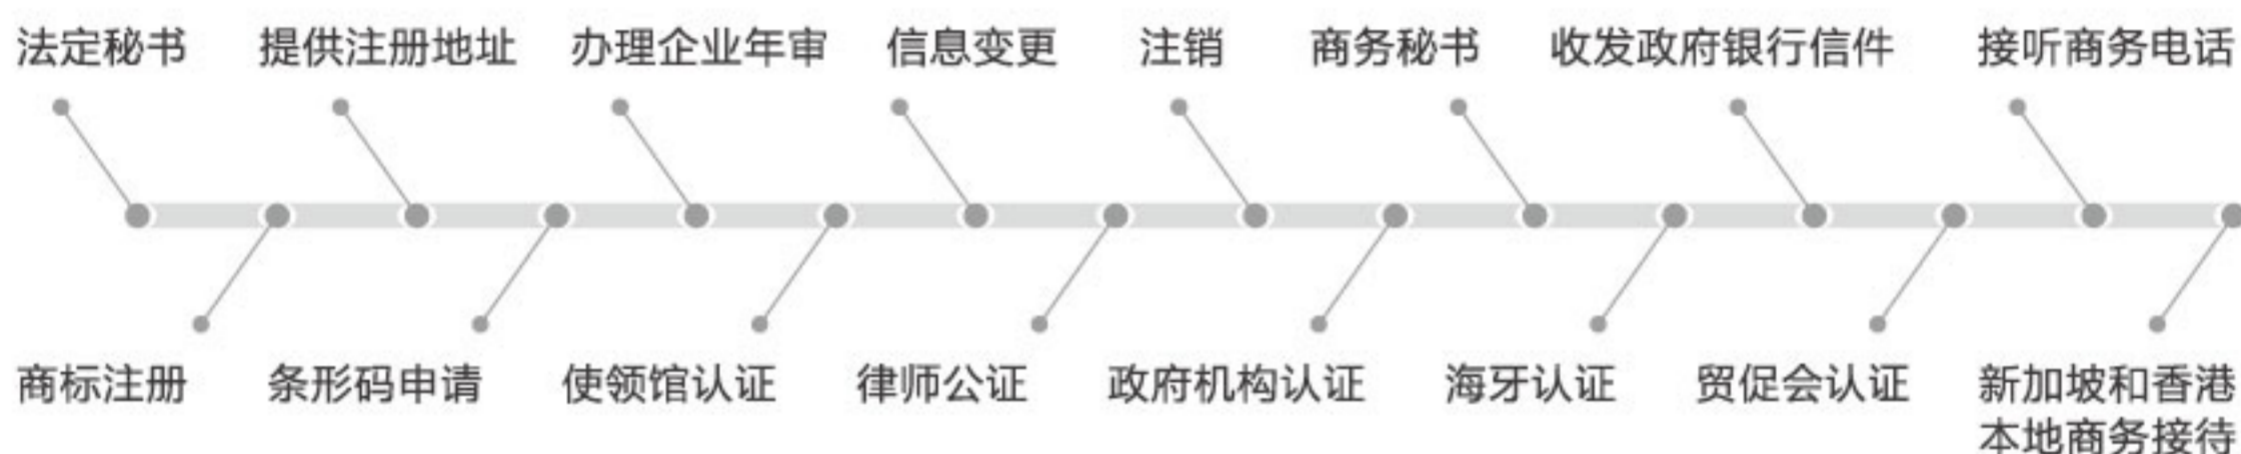 法定秘书
提供注册地址
办理企业年审
信息变更
注销
商务秘书
收发政府银行信件
接听商务电话
商标注册
条形码申请
使领馆认证
律师公证
政府机构认证
海牙认证
贸促会认证
新加坡和香港
本地商务接待